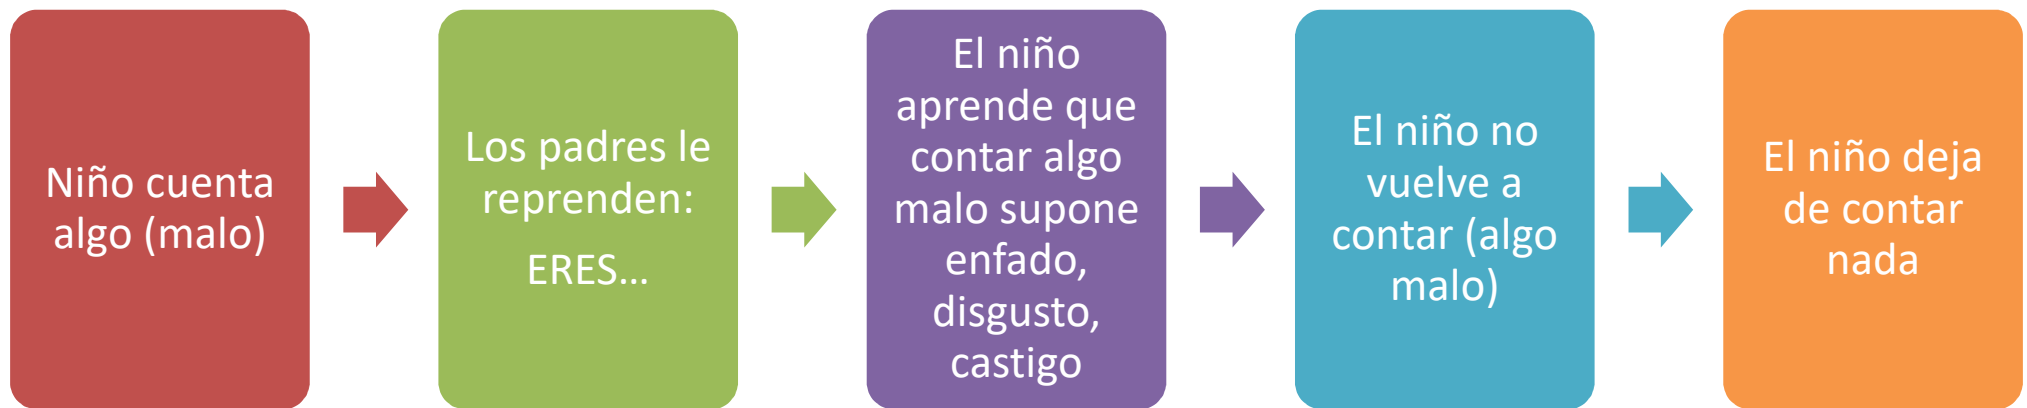 Niño cuenta
algo (malo)
Los padres le
reprenden:
ERES...
El niño
aprende que
contar algo
malo supone
enfado,
disgusto,
castigo
El niño no
vuelve a
contar (algo
malo)
El niño deja
de contar
nada